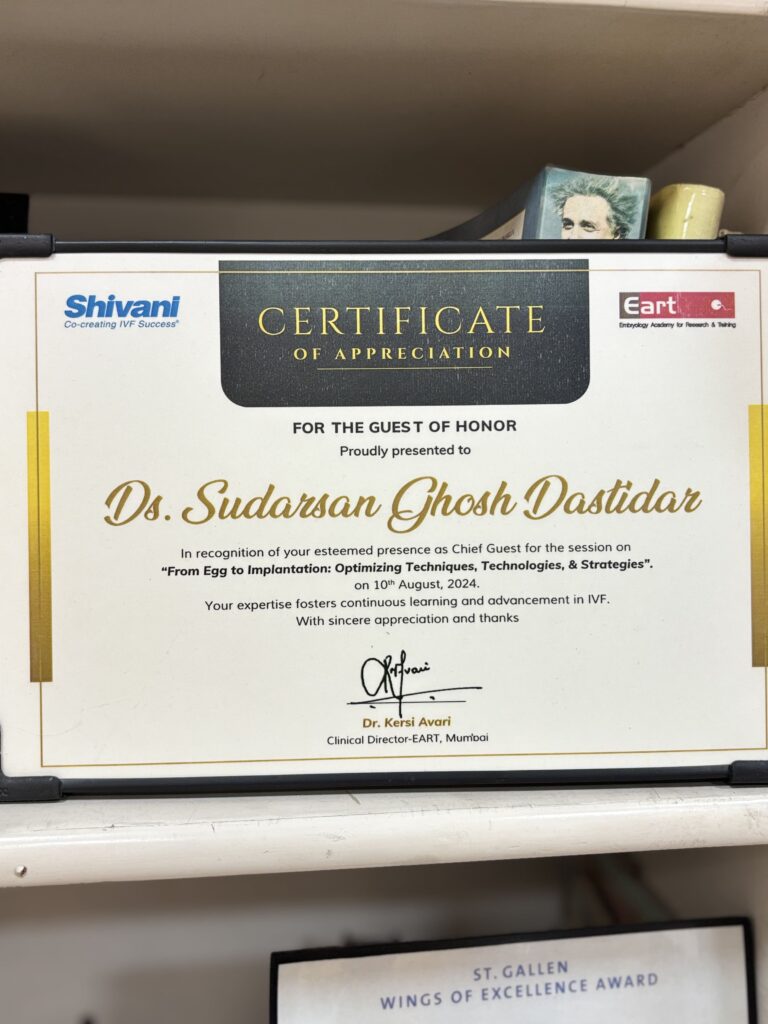 Shivani
Co-creating IVF Success®
CERTIFICATE
OF APPRECIATION
Eart
Embryology Academy for Research & Training
FOR THE GUEST OF HONOR
Proudly presented to
Ds. Sudarsan Ghosh Dastidar
In recognition of your esteemed presence as Chief Guest for the session on
“From Egg to Implantation: Optimizing Techniques, Technologies, & Strategies”.
on 10th August, 2024.
Your expertise fosters continuous learning and advancement in IVF.
With sincere appreciation and thanks
Dr. Kersi Avari
Clinical Director-EART, Mumbai
ST. GALLEN
WINGS OF EXCELLENCE AWARD